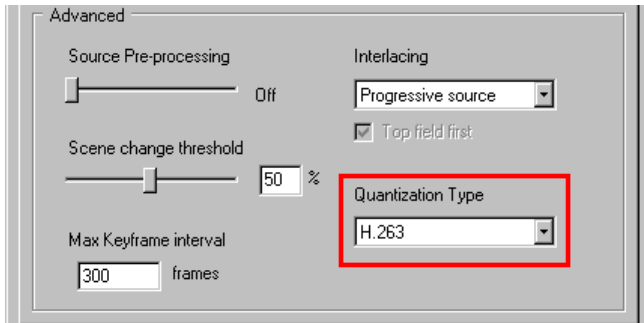 Advanced
Source Pre-processing
Off
Scene change threshold
50 %
Max Keyframe interval
300 frames
Interlacing
Progressive source
Top field first
Quantization Type
H.263